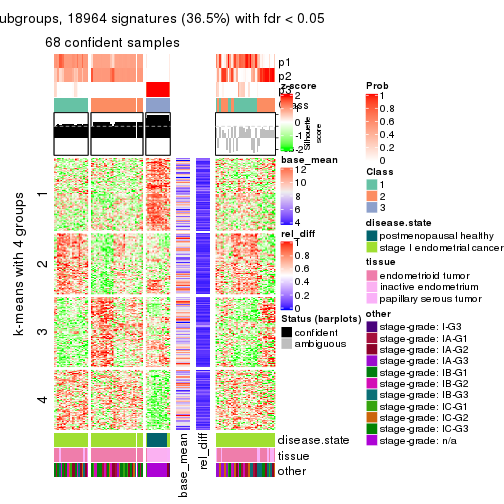 ubgroups, 18964 signatures (36.5%) with fdr < 0.05
68 confident samples
p1
p2
p3
z-score
2
1
0
-1
-2
Silhouette
score
base_mean
12
10
8
6
4
rel_diff
1
0.8
0.6
0.4
0.2
0
Status (barplots)
confident
ambiguous
Prob
1
0.8
0.6
0.4
0.2
0
Class
1
2
3
disease.state
postmenopausal healthy
stage I endometrial cancer
tissue
endometrioid tumor
inactive endometrium
papillary serous tumor
other
stage-grade: I-G3
stage-grade: IA-G1
stage-grade: IA-G2
stage-grade: IA-G3
stage-grade: IB-G1
stage-grade: IB-G2
stage-grade: IB-G3
stage-grade: IC-G1
stage-grade: IC-G2
stage-grade: IC-G3
stage-grade: n/a
k-means with 4 groups
1
2
3
4
disease.state
tissue
other
base_mean
rel_diff